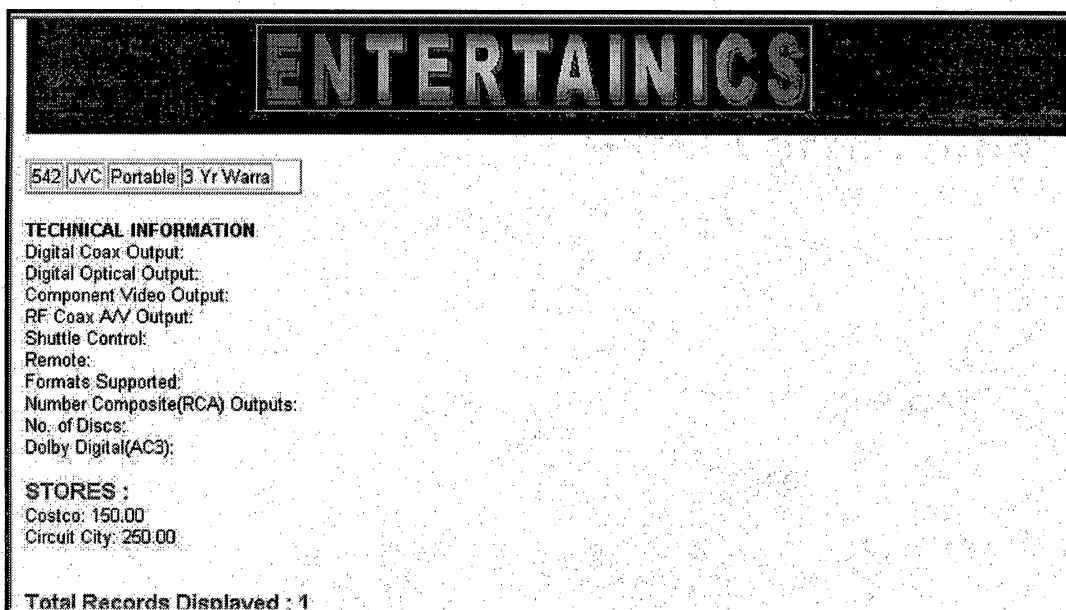 ENTERTAINICS
542 JVC Portable 3 Yr Warra
TECHNICAL INFORMATION
Digital Coax Output:
Digital Optical Output:
Component Video Output:
RF Coax A/V Output:
Shuttle Control:
Remote:
Formats Supported:
Number Composite(RCA) Outputs:
No. of Discs:
Dolby Digital(AC3):
STORES :
Costco: 150.00
Circuit City: 250.00
Total Records Displayed : 1